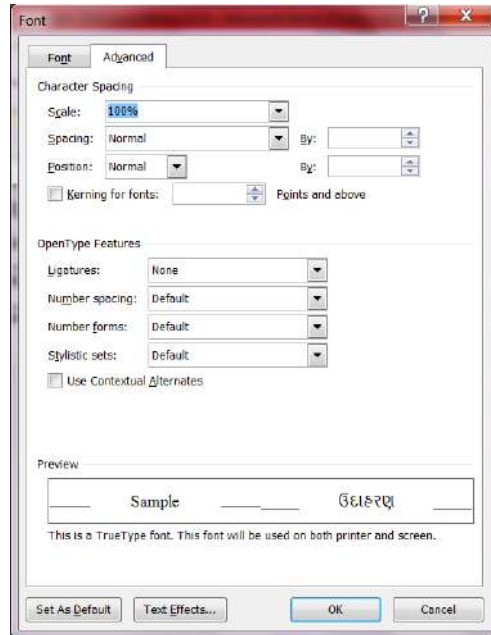 Font
Font Advanced
Character Spacing
Scale: 100%
Spacing: Normal By:
Position: Normal By:
Kerning for fonts: Points and above
OpenType Features
Ligatures: None
Number spacing: Default
Number forms: Default
Stylistic sets: Default
Use Contextual Alternates
Preview
Sample ઉદાહરણ
This is a TrueType font. This font will be used on both printer and screen.
Set As Default Text Effects... OK Cancel